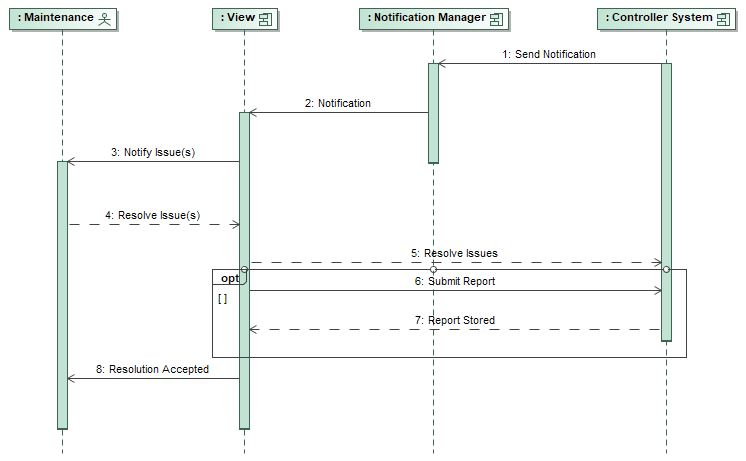 : Maintenance
: View
: Notification Manager
: Controller System
1: Send Notification
2: Notification
3: Notify Issue(s)
4: Resolve Issue(s)
5: Resolve Issues
opt
6: Submit Report
[ ]
7: Report Stored
8: Resolution Accepted